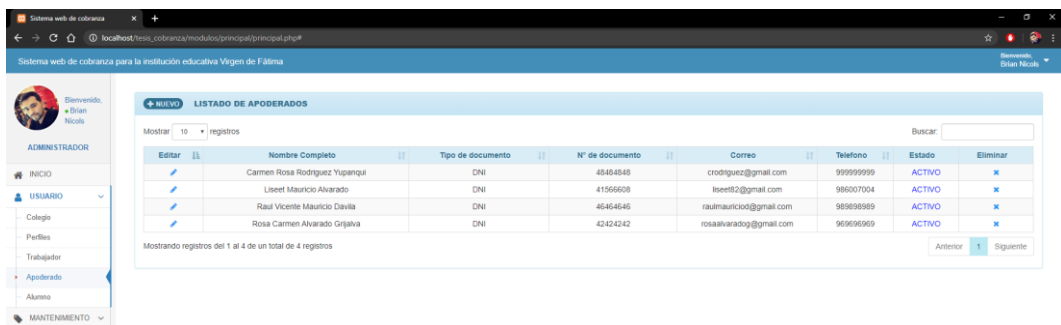 Sistema web de cobranza
localhost/tesis_cobranza/modulos/principal/principal.php#
Sistema web de cobranza para la institución educativa Virgen de Fátima
Bienvenido,
Brian Nicols
Bienvenido,
Brian
Nicols
ADMINISTRADOR
INICIO
USUARIO
Colegio
Perfiles
Trabajador
Apoderado
Alumno
MANTENIMIENTO
NUEVO LISTADO DE APODERADOS
Mostrar 10 registros Buscar:
Editar Nombre Completo Tipo de documento N° de documento Correo Telefono Estado Eliminar
Carmen Rosa Rodriguez Yupanqui DNI 48484848 crodriguez@gmail.com 999999999 ACTIVO
Liseet Mauricio Alvarado DNI 41566608 liseet82@gmail.com 986007004 ACTIVO
Raul Vicente Mauricio Davila DNI 46464646 raulmauriciod@gmail.com 989898989 ACTIVO
Rosa Carmen Alvarado Grijalva DNI 42424242 rosaalvaradog@gmail.com 969696969 ACTIVO
Mostrando registros del 1 al 4 de un total de 4 registros Anterior 1 Siguiente